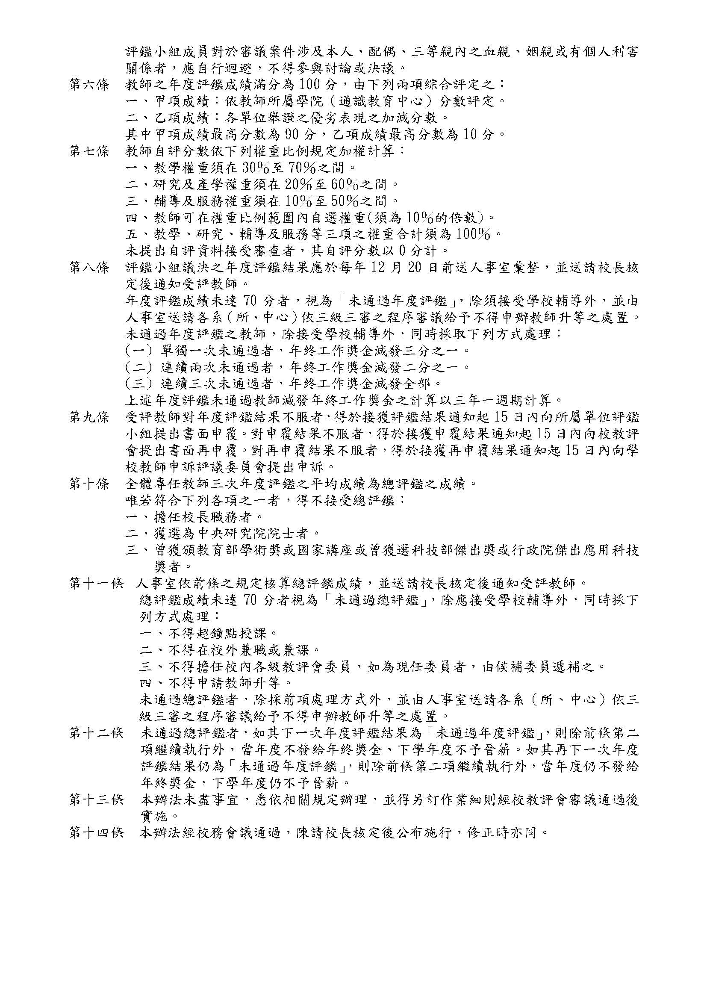 評鑑小組成員對於審議案件涉及本人、配偶、三等親內之血親、姻親或有個人利害
關係者，應自行迴避，不得參與討論或決議。
第六條　教師之年度評鑑成績滿分為 100 分，由下列兩項綜合評定之：
一、甲項成績：依教師所屬學院（通識教育中心）分數評定。
二、乙項成績：各單位舉證之優劣表現之加減分數。
其中甲項成績最高分數為 90 分，乙項成績最高分數為 10 分。
第七條　教師自評分數依下列權重比例規定加權計算：
一、教學權重須在 30%至 70%之間。
二、研究及產學權重須在 20%至 60%之間。
三、輔導及服務權重須在 10%至 50%之間。
四、教師可在權重比例範圍內自選權重(須為 10%的倍數)。
五、教學、研究、輔導及服務等三項之權重合計須為 100%。
未提出自評資料接受審查者，其自評分數以 0 分計。
第八條　評鑑小組議決之年度評鑑結果應於每年 12 月 20 日前送人事室彙整，並送請校長核
定後通知受評教師。
年度評鑑成績未達 70 分者，視為「未通過年度評鑑」，除須接受學校輔導外，並由
人事室送請各系（所、中心）依三級三審之程序審議給予不得申辦教師升等之處置。
未通過年度評鑑之教師，除接受學校輔導外，同時採取下列方式處理：
(一) 單獨一次未通過者，年終工作獎金減發三分之一。
(二) 連續兩次未通過者，年終工作獎金減發二分之一。
(三) 連續三次未通過者，年終工作獎金減發全部。
上述年度評鑑未通過教師減發年終工作獎金之計算以三年一週期計算。
第九條　受評教師對年度評鑑結果不服者，得於接獲評鑑結果通知起 15 日內向所屬單位評鑑
小組提出書面申覆。對申覆結果不服者，得於接獲申覆結果通知起 15 日內向校教評
會提出書面再申覆。對再申覆結果不服者，得於接獲再申覆結果通知起 15 日內向學
校教師申訴評議委員會提出申訴。
第十條　全體專任教師三次年度評鑑之平均成績為總評鑑之成績。
唯若符合下列各項之一者，得不接受總評鑑：
一、擔任校長職務者。
二、獲選為中央研究院院士者。
三、曾獲頒教育部學術獎或國家講座或曾獲選科技部傑出獎或行政院傑出應用科技
獎者。
第十一條　人事室依前條之規定核算總評鑑成績，並送請校長核定後通知受評教師。
總評鑑成績未達 70 分者視為「未通過總評鑑」，除應接受學校輔導外，同時採下
列方式處理：
一、不得超鐘點授課。
二、不得在校外兼職或兼課。
三、不得擔任校內各級教評會委員，如為現任委員者，由候補委員遞補之。
四、不得申請教師升等。
未通過總評鑑者，除採前項處理方式外，並由人事室送請各系（所、中心）依三
級三審之程序審議給予不得申辦教師升等之處置。
第十二條　未通過總評鑑者，如其下一次年度評鑑結果為「未通過年度評鑑」，則除前條第二
項繼續執行外，當年度不發給年終獎金、下學年度不予晉薪。如其再下一次年度
評鑑結果仍為「未通過年度評鑑」，則除前條第二項繼續執行外，當年度仍不發給
年終獎金，下學年度仍不予晉薪。
第十三條　本辦法未盡事宜，悉依相關規定辦理，並得另訂作業細則經校教評會審議通過後
實施。
第十四條　本辦法經校務會議通過，陳請校長核定後公布施行，修正時亦同。